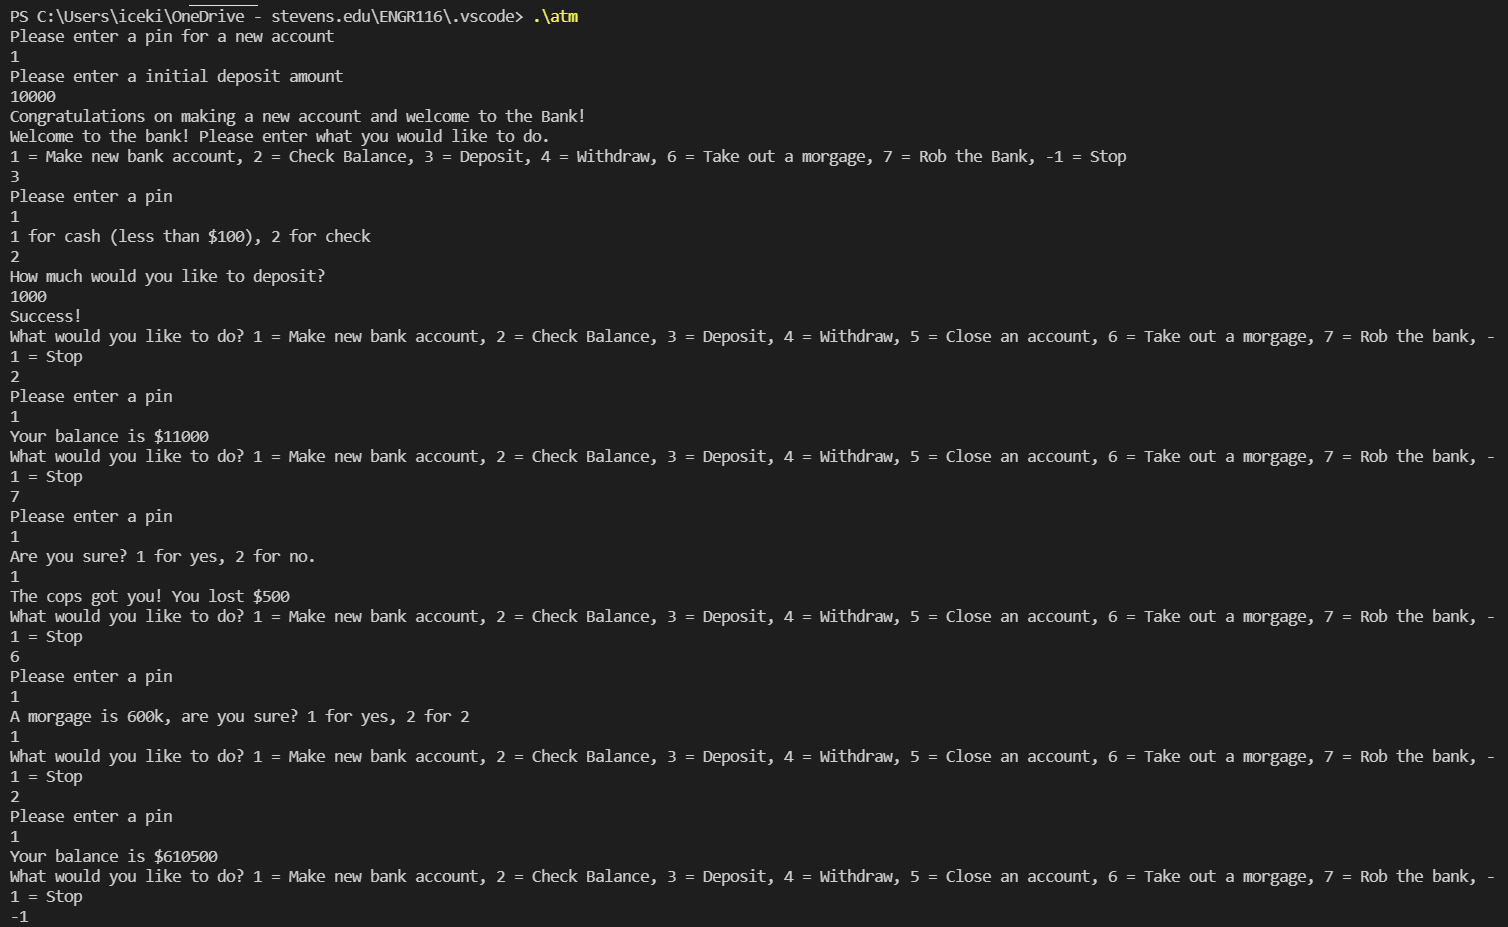 PS C:\Users\iceki\OneDrive - stevens.edu\ENGR116\.vscode> .\atm
Please enter a pin for a new account
1
Please enter a initial deposit amount
10000
Congratulations on making a new account and welcome to the Bank!
Welcome to the bank! Please enter what you would like to do.
1 = Make new bank account, 2 = Check Balance, 3 = Deposit, 4 = Withdraw, 6 = Take out a morgage, 7 = Rob the Bank, -1 = Stop
3
Please enter a pin
1
1 for cash (less than $100), 2 for check
2
How much would you like to deposit?
1000
Success!
What would you like to do? 1 = Make new bank account, 2 = Check Balance, 3 = Deposit, 4 = Withdraw, 5 = Close an account, 6 = Take out a morgage, 7 = Rob the bank, -
1 = Stop
2
Please enter a pin
1
Your balance is $11000
What would you like to do? 1 = Make new bank account, 2 = Check Balance, 3 = Deposit, 4 = Withdraw, 5 = Close an account, 6 = Take out a morgage, 7 = Rob the bank, -
1 = Stop
7
Please enter a pin
1
Are you sure? 1 for yes, 2 for no.
1
The cops got you! You lost $500
What would you like to do? 1 = Make new bank account, 2 = Check Balance, 3 = Deposit, 4 = Withdraw, 5 = Close an account, 6 = Take out a morgage, 7 = Rob the bank, -
1 = Stop
6
Please enter a pin
1
A morgage is 600k, are you sure? 1 for yes, 2 for 2
1
What would you like to do? 1 = Make new bank account, 2 = Check Balance, 3 = Deposit, 4 = Withdraw, 5 = Close an account, 6 = Take out a morgage, 7 = Rob the bank, -
1 = Stop
2
Please enter a pin
1
Your balance is $610500
What would you like to do? 1 = Make new bank account, 2 = Check Balance, 3 = Deposit, 4 = Withdraw, 5 = Close an account, 6 = Take out a morgage, 7 = Rob the bank, -
1 = Stop
-1